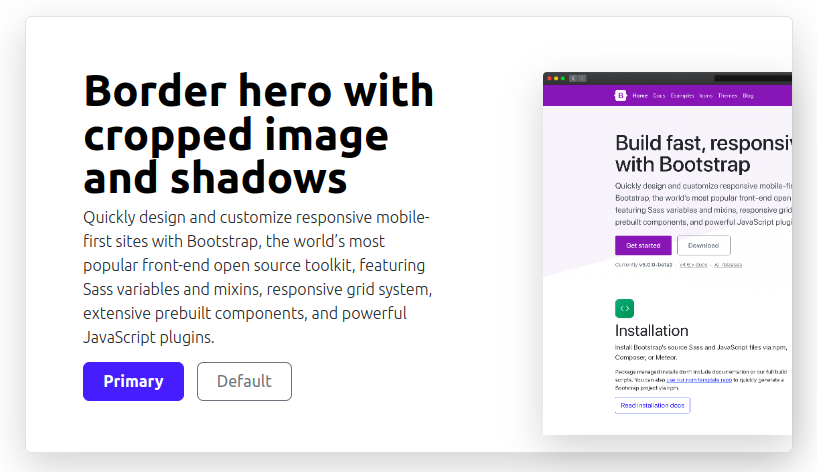 Border hero with
cropped image
and shadows
Quickly design and customize responsive mobile-
first sites with Bootstrap, the world’s most
popular front-end open source toolkit, featuring
Sass variables and mixins, responsive grid system,
extensive prebuilt components, and powerful
JavaScript plugins.
Primary Default
B Home Docs Examples Icons Themes Blog
Build fast, responsiv
with Bootstrap
Quickly design and customize responsive mobile-fir
Bootstrap, the world's most popular front-end open
featuring Sass variables and mixins, responsive grid
prebuilt components, and powerful JavaScript plugin
Get started Download
Currently v5.0.0-beta2 · v4.6.x docs · All releases
Installation
Install Bootstrap's source Sass and JavaScript files via npm,
Composer, or Meteor.
Package managed installs don't include documentation or our full build
scripts. You can also use our npm template repo to quickly generate a
Bootstrap project via npm.
Read installation docs